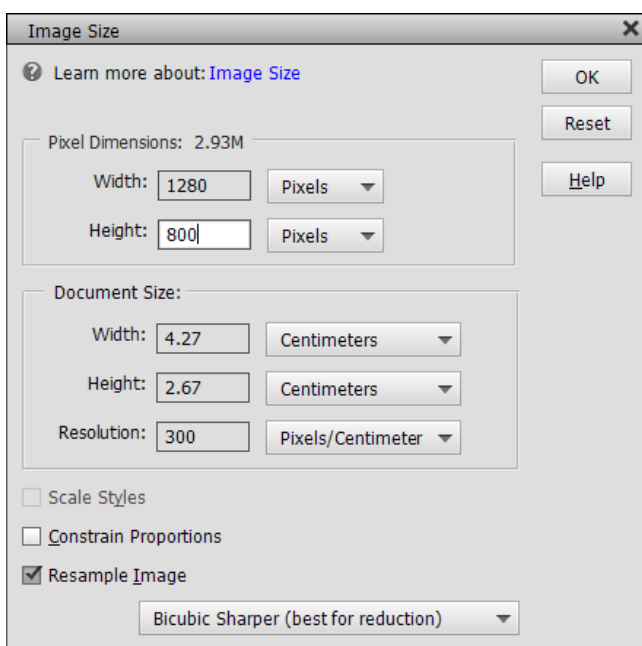 Image Size
Learn more about: Image Size
OK
Reset
Help
Pixel Dimensions: 2.93M
Width: 1280 Pixels
Height: 800 Pixels
Document Size:
Width: 4.27 Centimeters
Height: 2.67 Centimeters
Resolution: 300 Pixels/Centimeter
Scale Styles
Constrain Proportions
Resample Image
Bicubic Sharper (best for reduction)